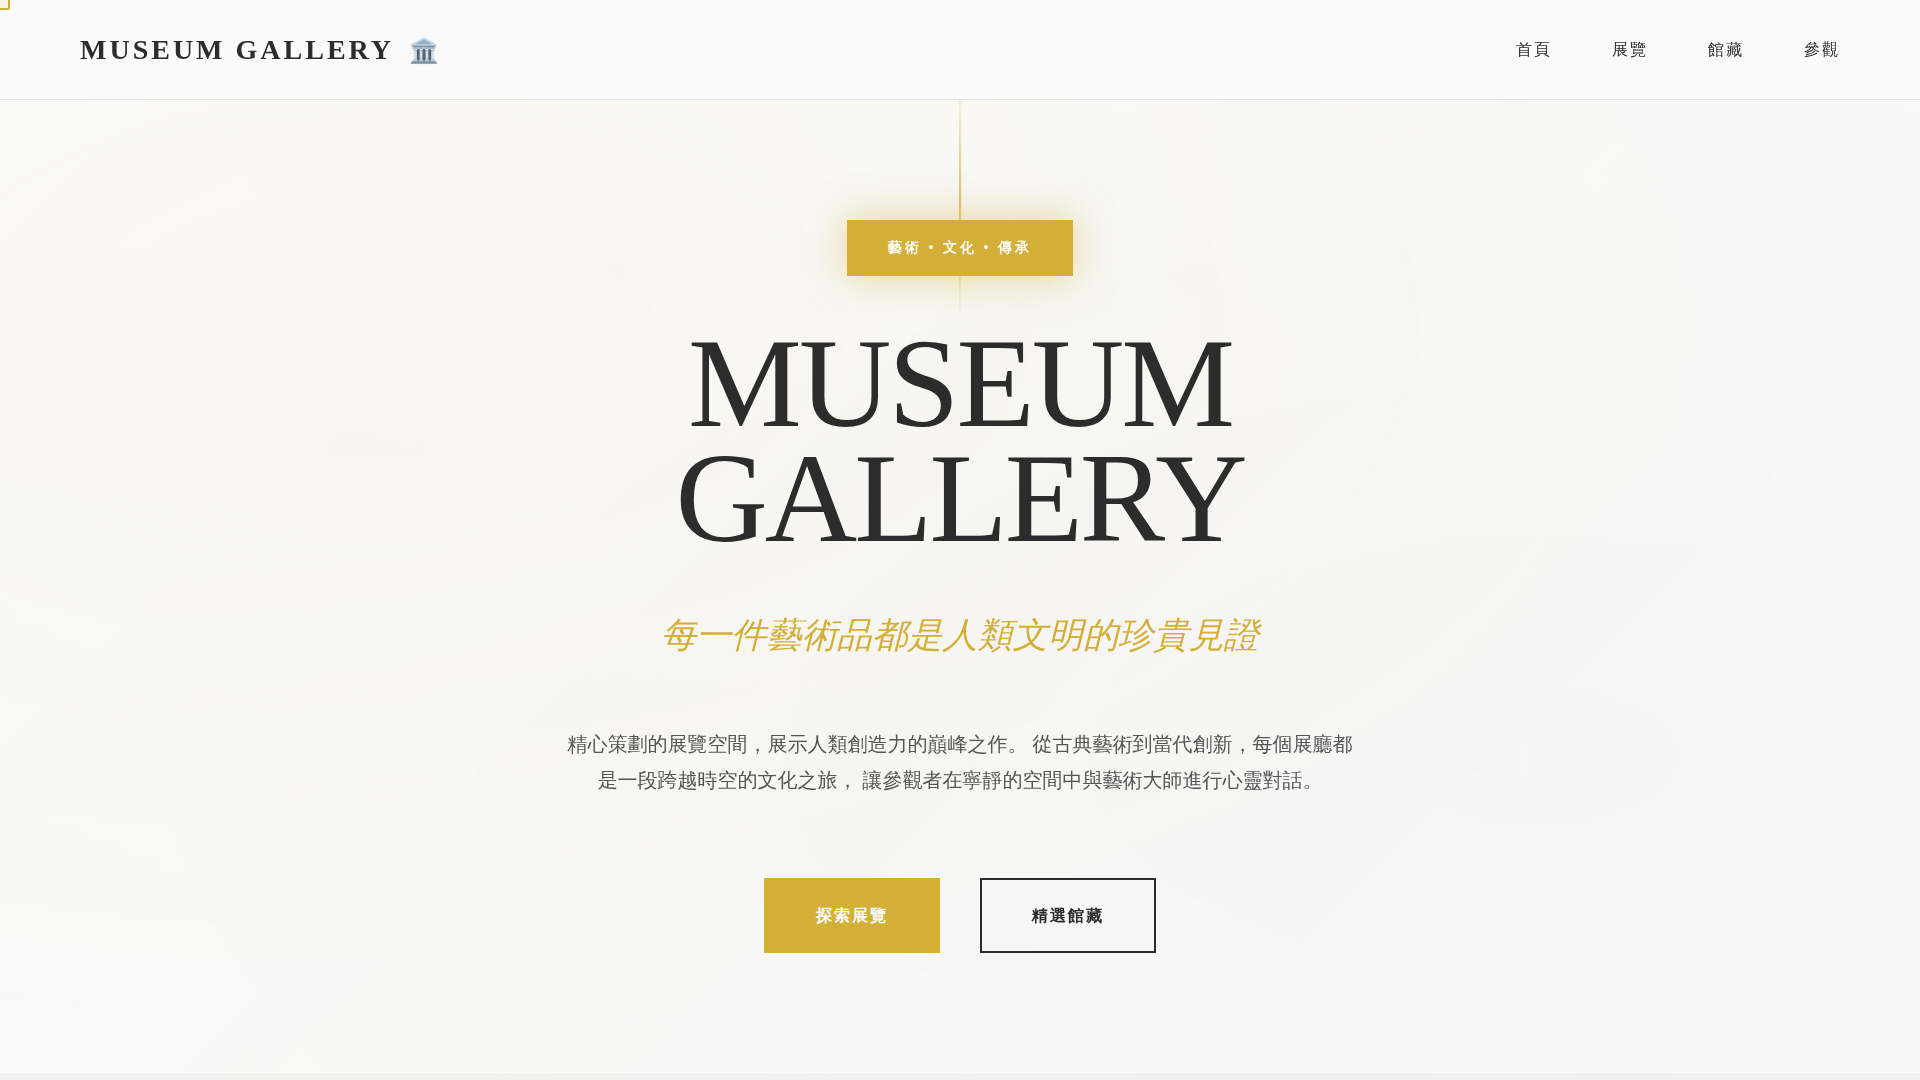 MUSEUM GALLERY 🏛️
首頁
展覽
館藏
參觀
藝術 • 文化 • 傳承
MUSEUM
GALLERY
每一件藝術品都是人類文明的珍貴見證
精心策劃的展覽空間，展示人類創造力的巔峰之作。 從古典藝術到當代創新，每個展廳都
是一段跨越時空的文化之旅， 讓參觀者在寧靜的空間中與藝術大師進行心靈對話。
探索展覽
精選館藏